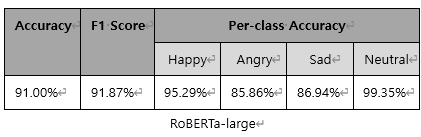 Accuracy F1 Score Per-class Accuracy
Happy Angry Sad Neutral
91.00% 91.87% 95.29% 85.86% 86.94% 99.35%
RoBERTa-large